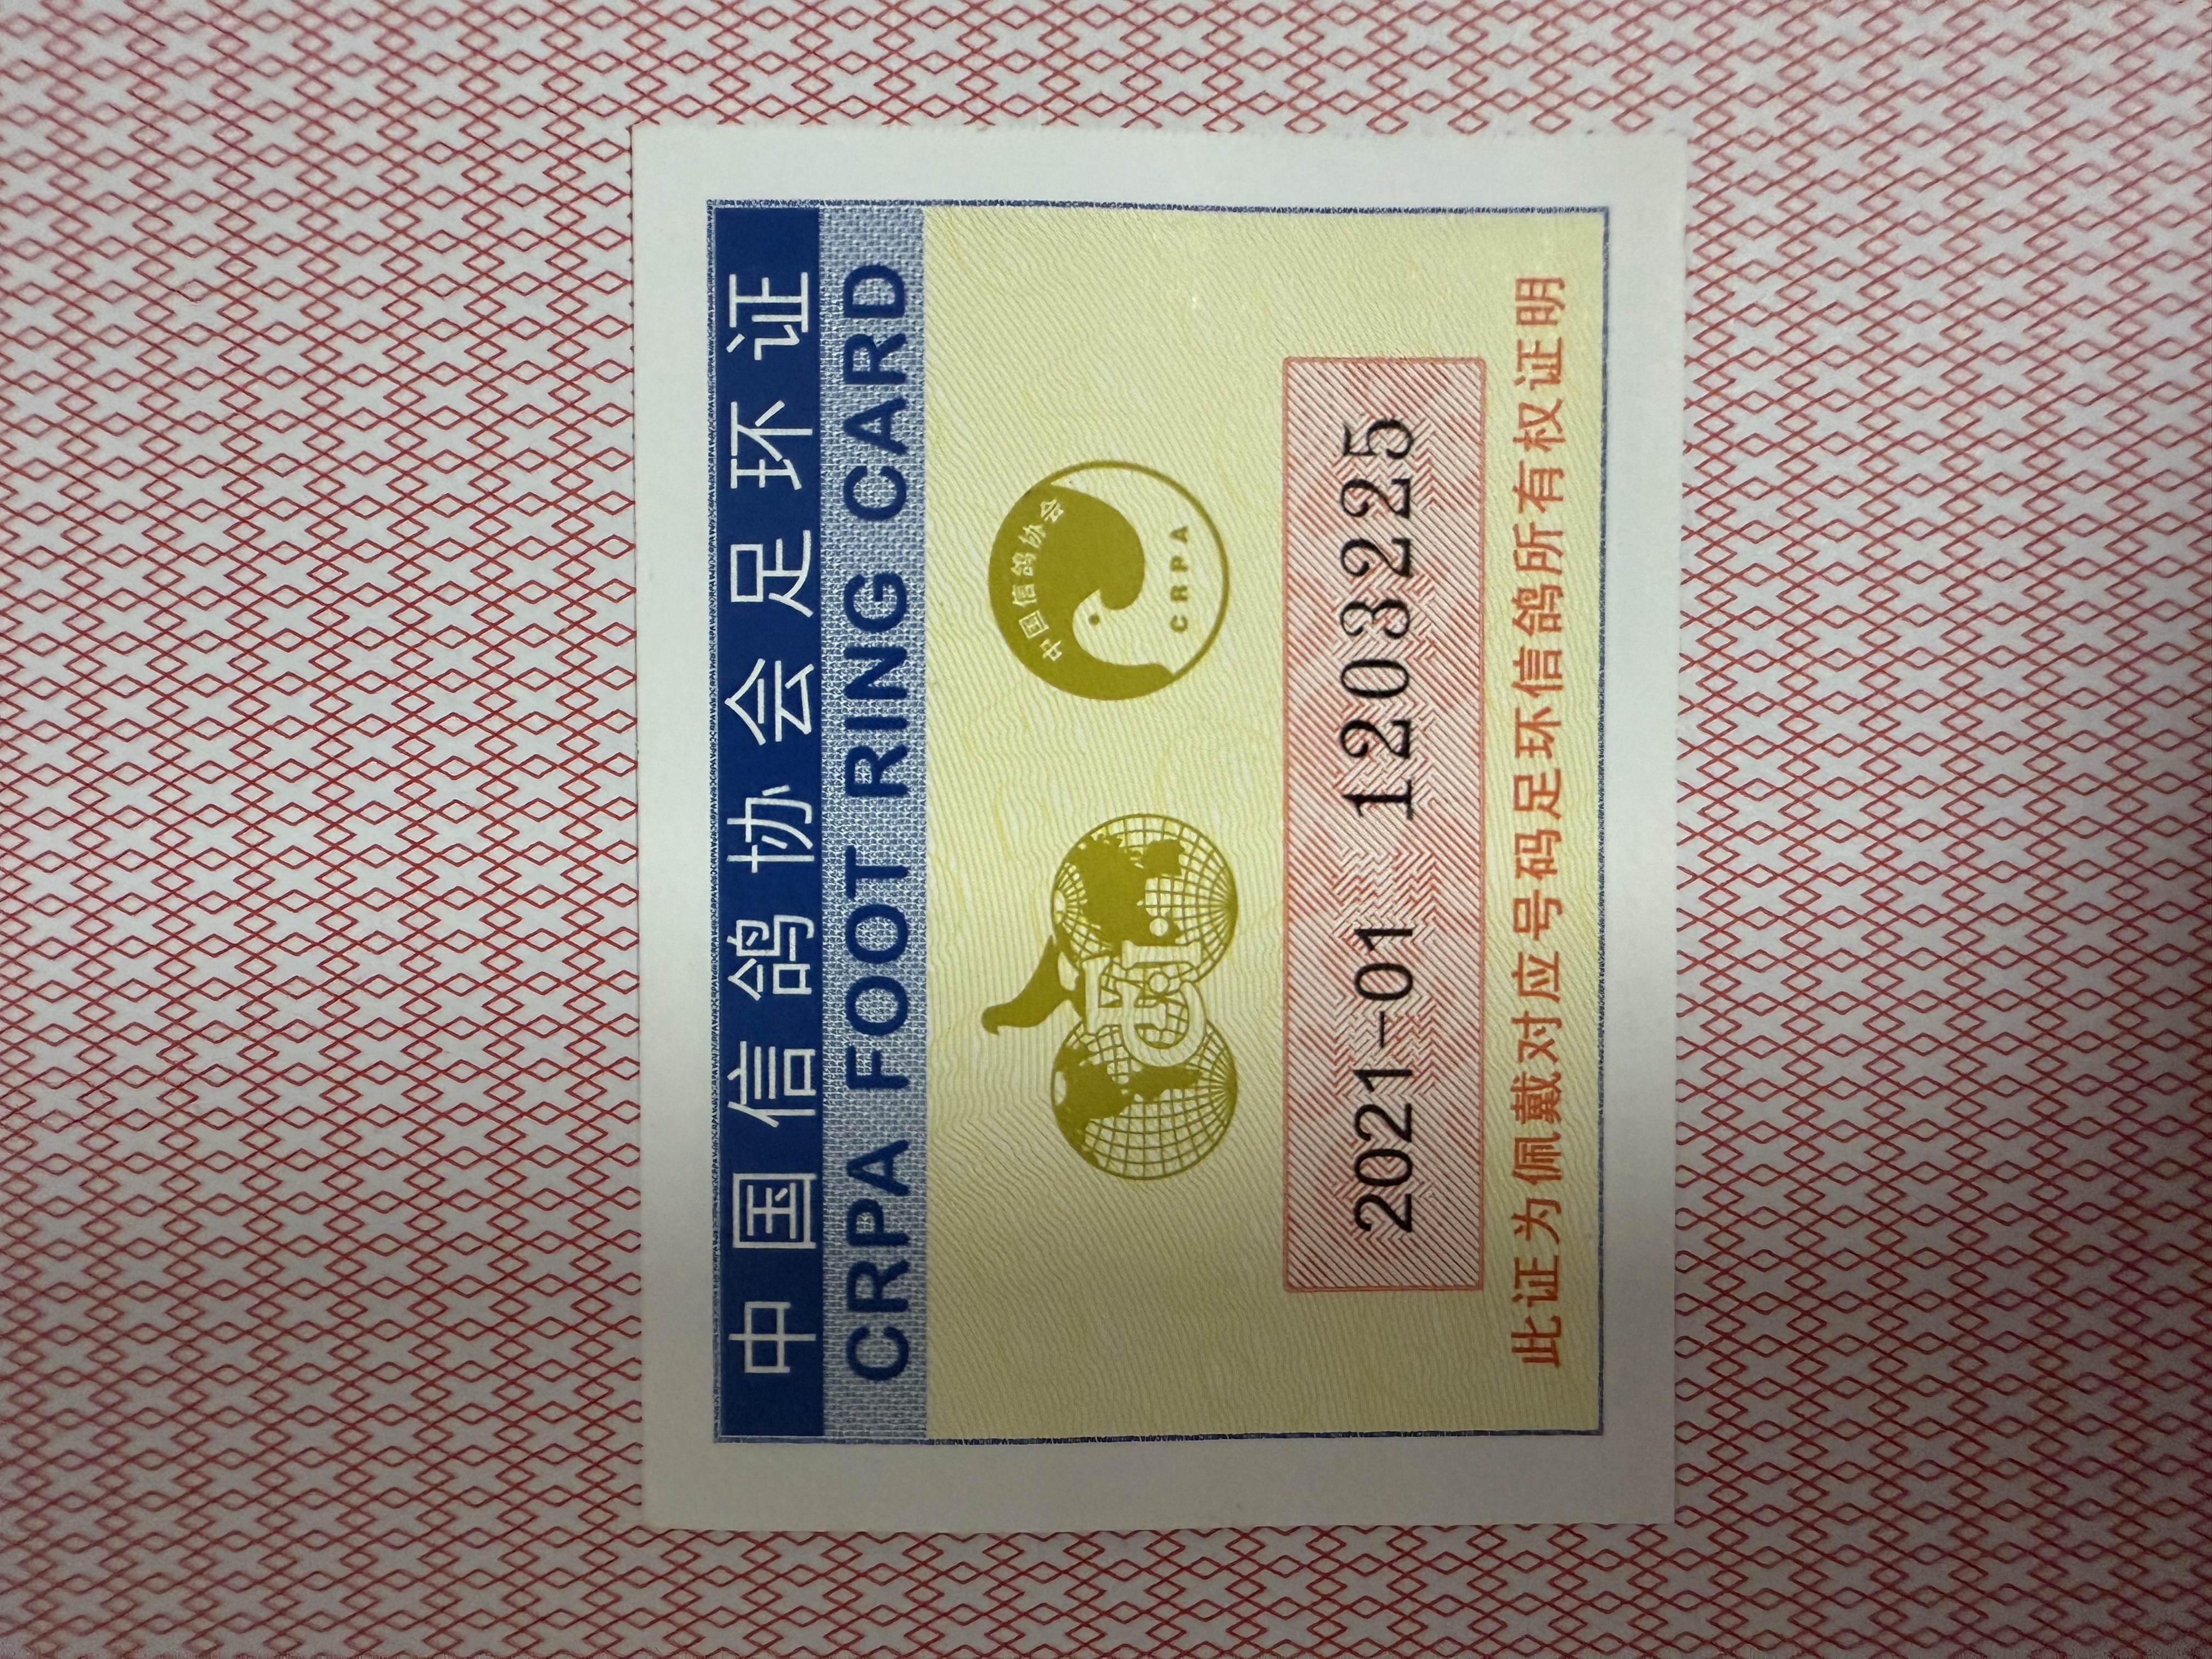 中国信鸽协会足环证
CRPA FOOT RING CARD
FCI
中国信鸽协会
CRPA
2021-01 1203225
此证为佩戴对应号码足环信鸽所有权证明